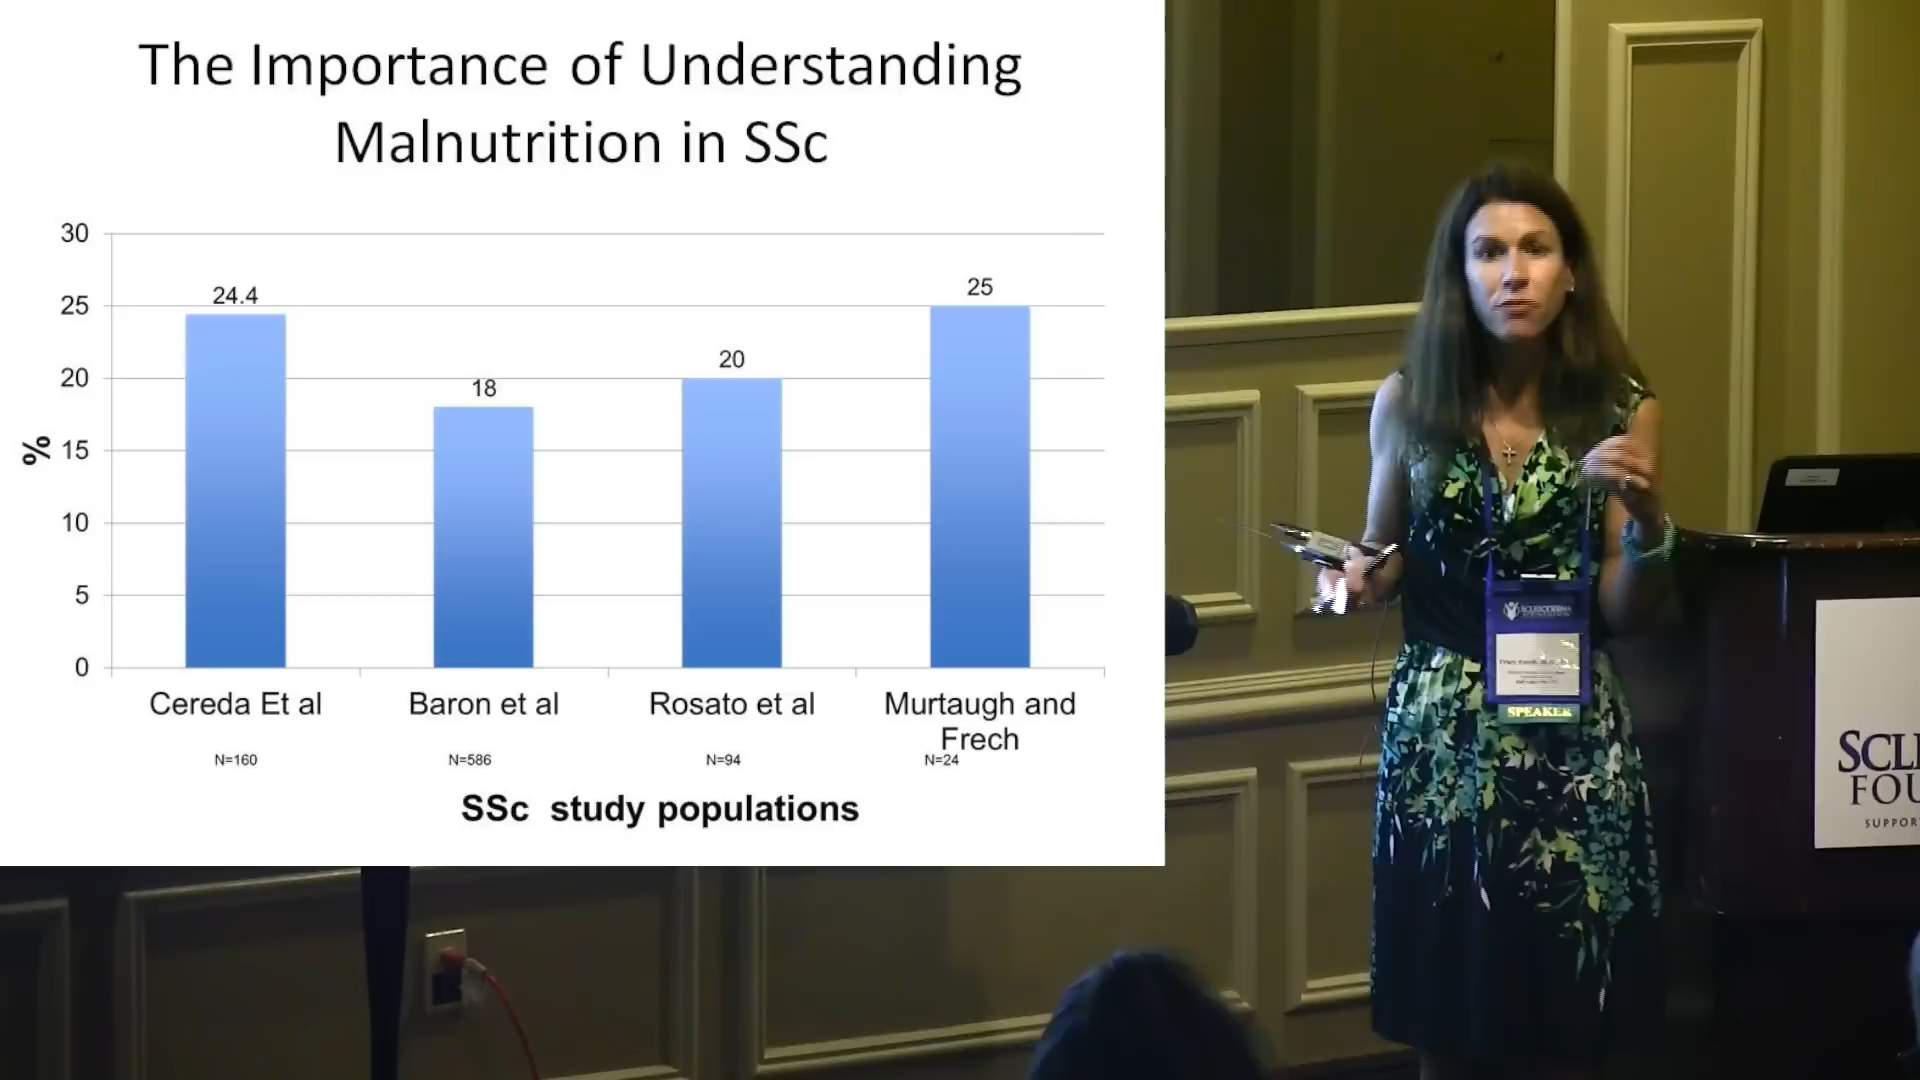 The Importance of Understanding
Malnutrition in SSc
30
25
20
15
10
5
0
%
24.4
18
20
25
Cereda Et al
Baron et al
Rosato et al
Murtaugh and
Frech
N=160
N=586
N=94
N=24
SSc study populations
SCLERODERMA
SPEAKER
SCL
FOU
SUPPOR